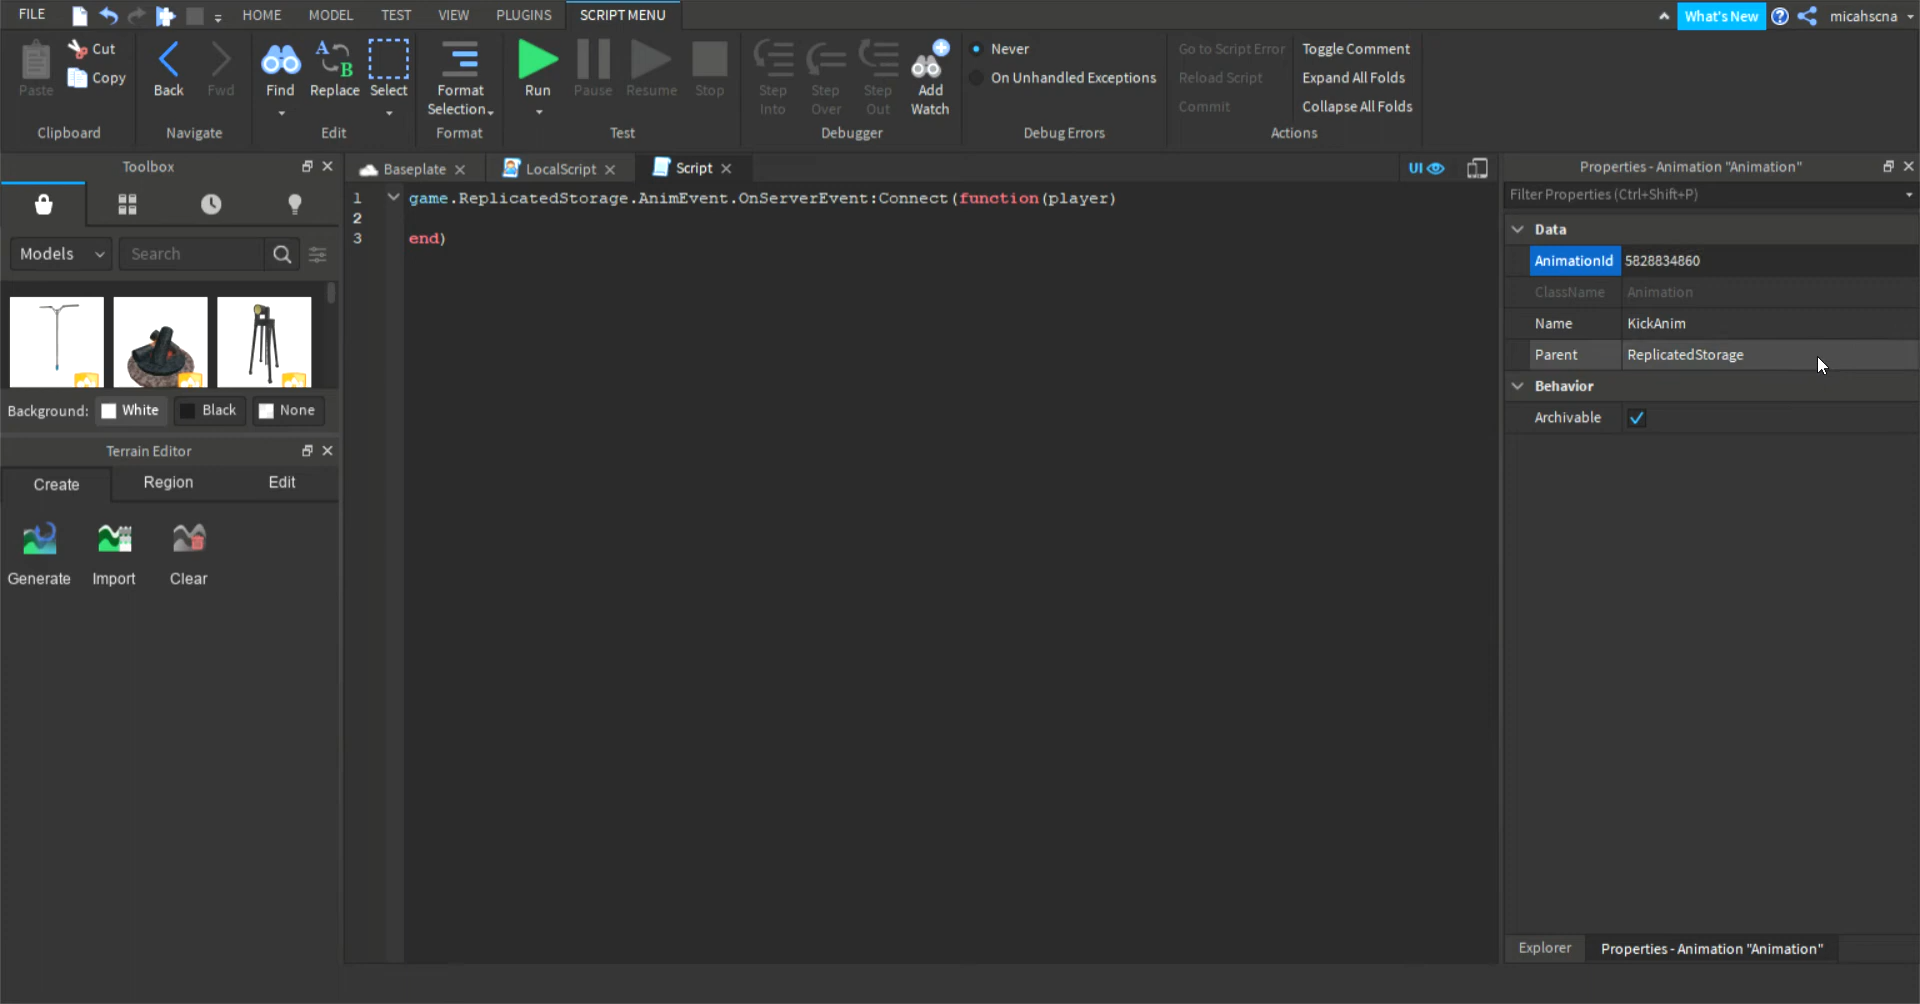 FILE HOME MODEL TEST VIEW PLUGINS SCRIPT MENU What's New micahscna
Paste Cut Copy Clipboard
Back Fwd Navigate
Find Replace Select Edit
Format Selection Format
Run Pause Resume Stop Test
Step Into Step Over Step Out Add Watch Debugger
Never
On Unhandled Exceptions
Debug Errors
Go to Script Error Toggle Comment
Reload Script Expand All Folds
Commit Collapse All Folds
Actions
Toolbox
Models Search
Background: White Black None
Terrain Editor
Create Region Edit
Generate Import Clear
Baseplate LocalScript Script UI
1 game.ReplicatedStorage.AnimEvent.OnServerEvent:Connect(function(player)
2
3 end)
Properties - Animation "Animation"
Filter Properties (Ctrl+Shift+P)
Data
AnimationId 5828834860
ClassName Animation
Name KickAnim
Parent ReplicatedStorage
Behavior
Archivable
Explorer Properties - Animation "Animation"